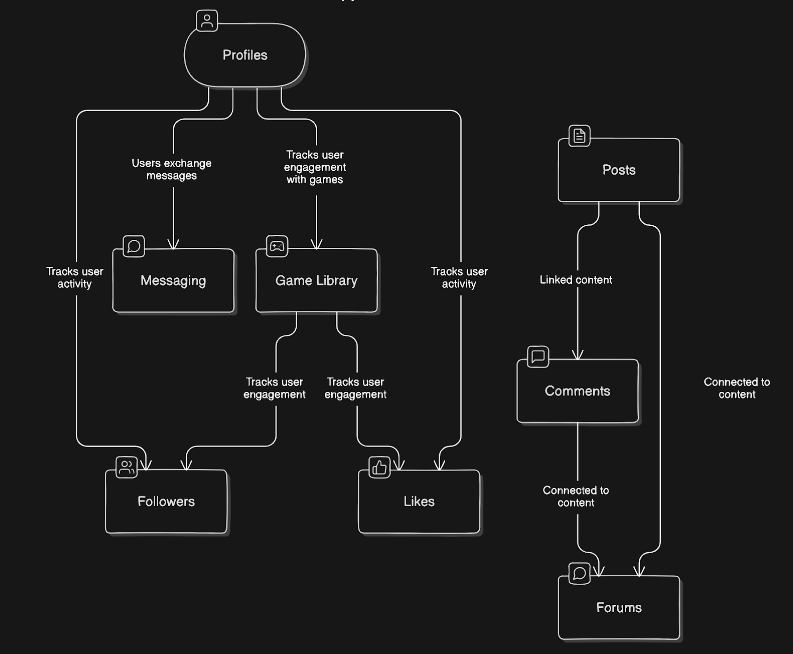 Profiles
Users exchange
messages
Tracks user
engagement
with games
Posts
Tracks user
activity
Messaging
Game Library
Tracks user
activity
Linked content
Tracks user
engagement
Tracks user
engagement
Comments
Connected to
content
Followers
Likes
Connected to
content
Forums